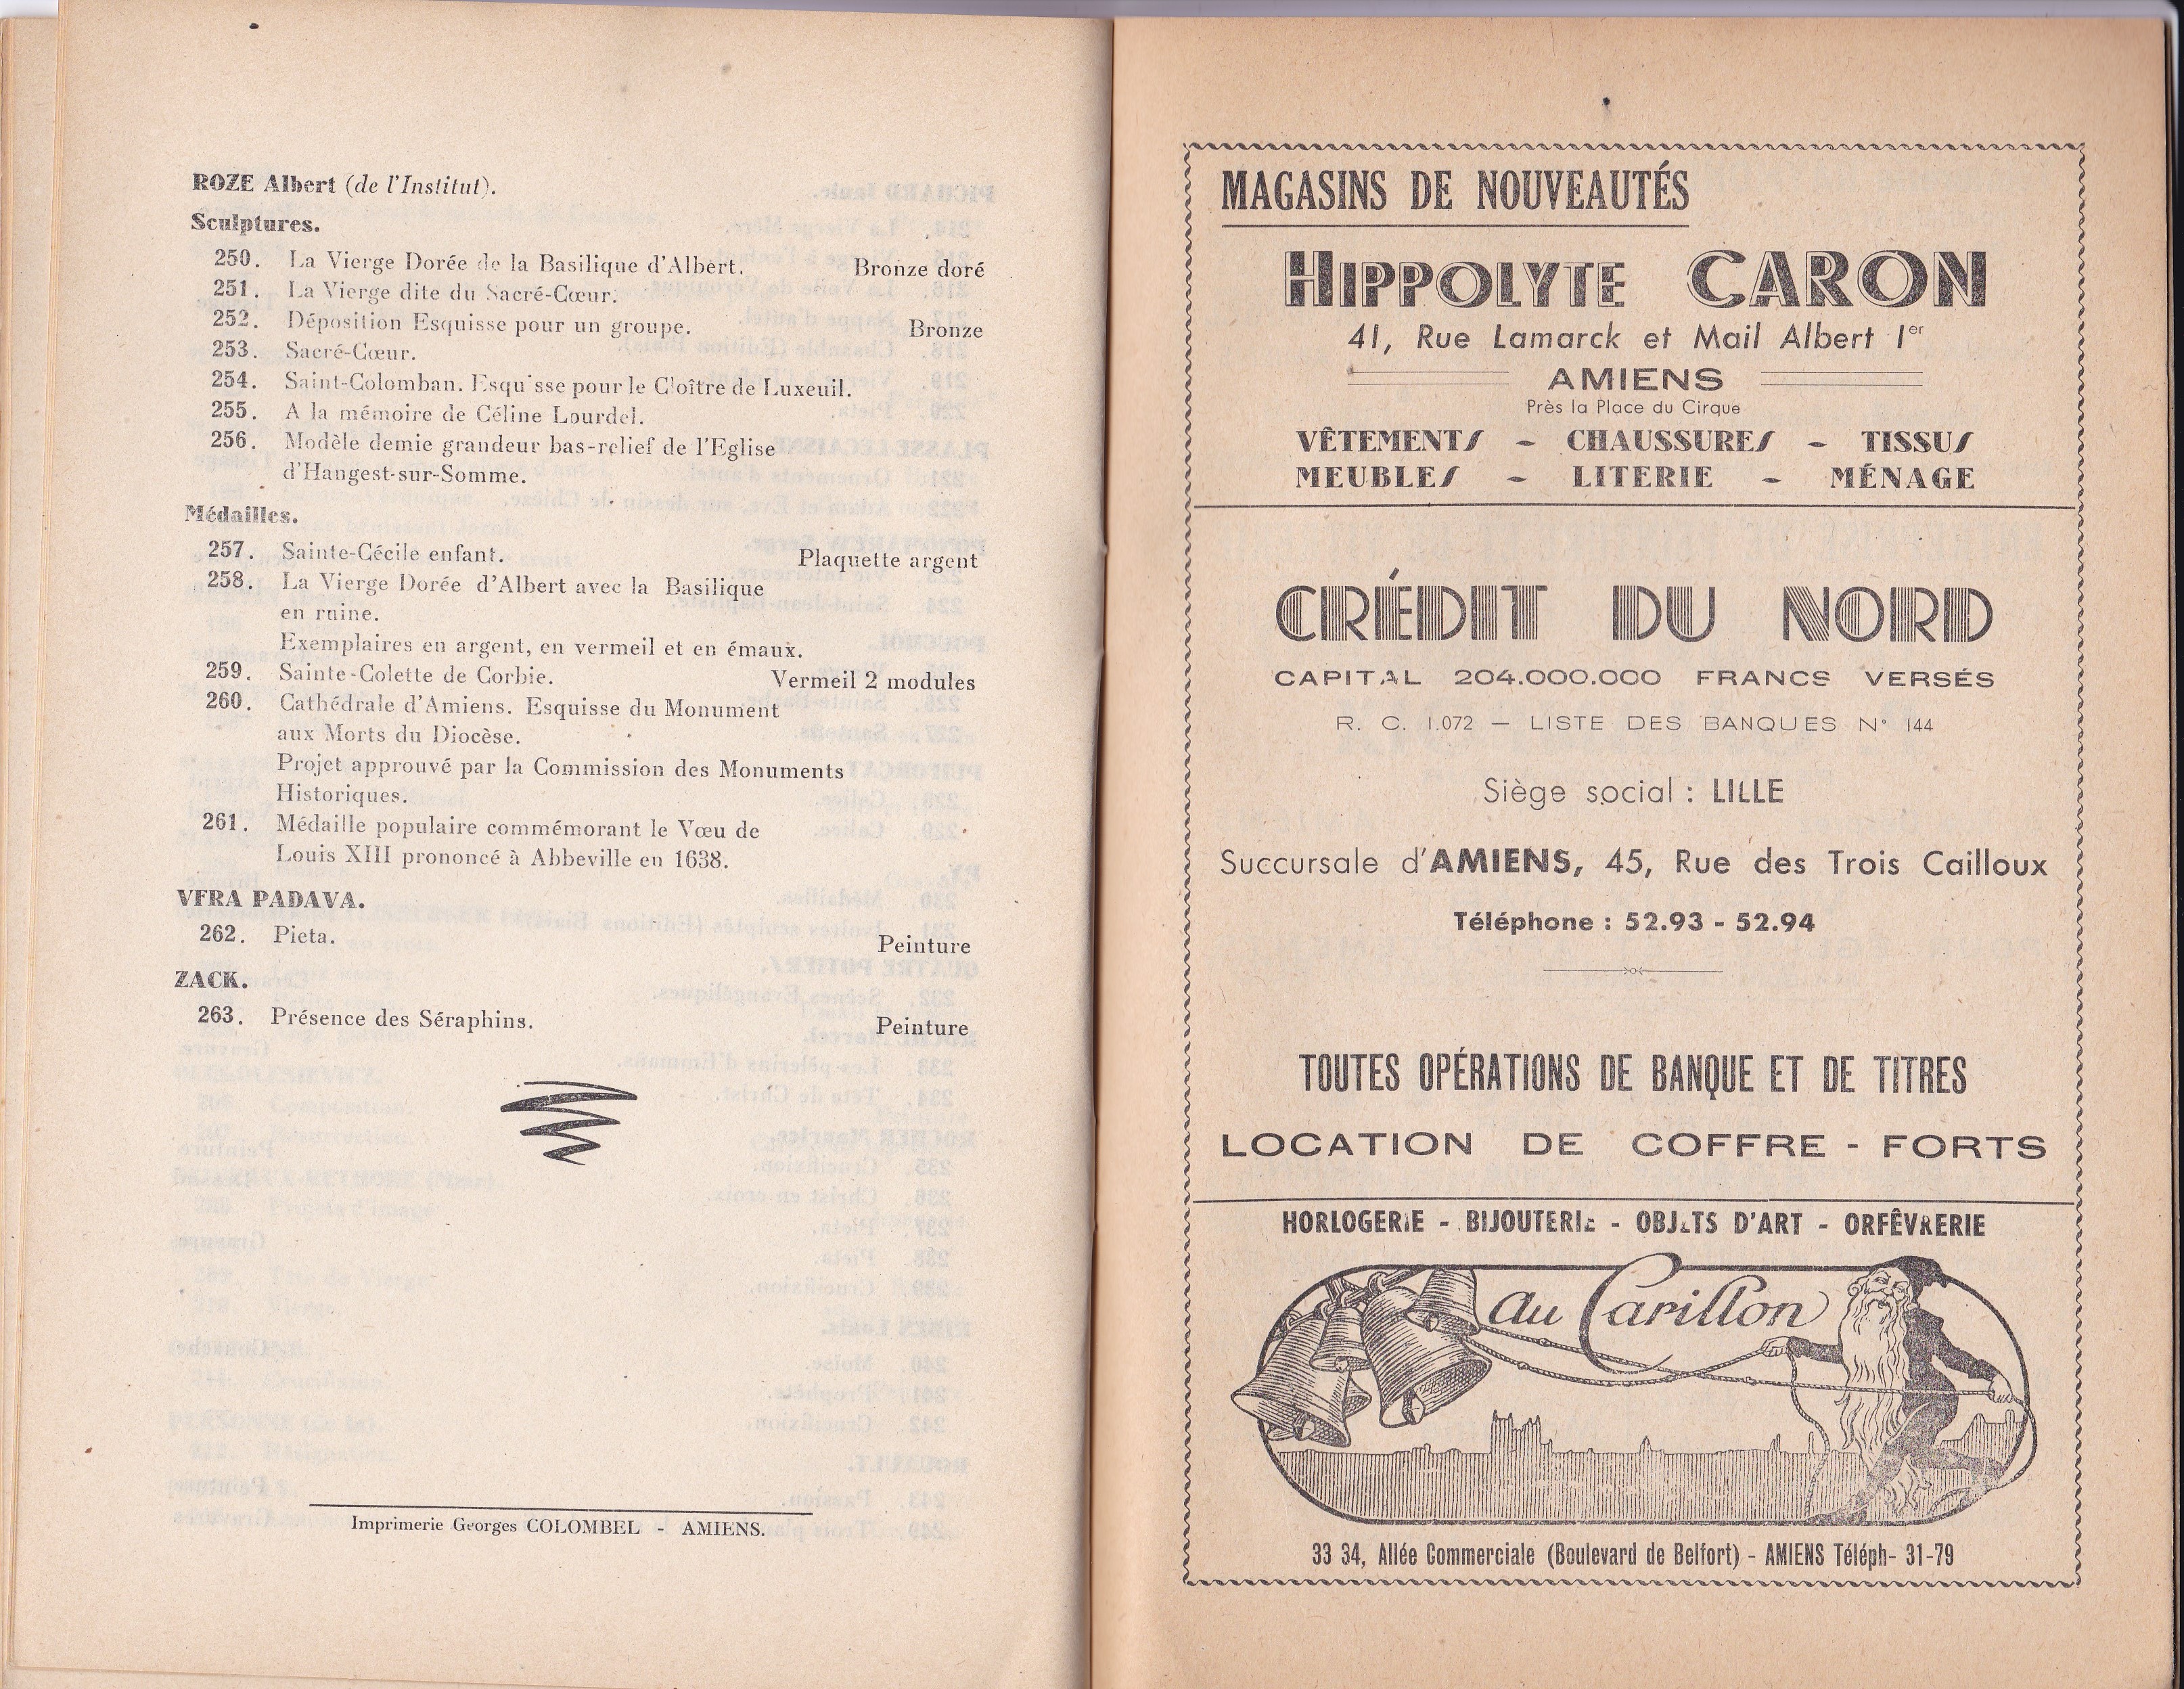 ROZE Albert (de l'Institut).
Sculptures.
250. La Vierge Dorée de la Basilique d'Albert. Bronze doré
251. La Vierge dite du Sacré-Cœur.
252. Déposition Esquisse pour un groupe. Bronze
253. Sacré-Cœur.
254. Saint-Colomban. Esqu'sse pour le Cloître de Luxeuil.
255. A la mémoire de Céline Lourdel.
256. Modèle demie grandeur bas-relief de l'Eglise
d'Hangest-sur-Somme.
Médailles.
257. Sainte-Cécile enfant. Plaquette argent
258. La Vierge Dorée d'Albert avec la Basilique
en ruine.
Exemplaires en argent, en vermeil et en émaux.
259. Sainte-Colette de Corbie. Vermeil 2 modules
260. Cathédrale d'Amiens. Esquisse du Monument
aux Morts du Diocèse.
Projet approuvé par la Commission des Monuments
Historiques.
261. Médaille populaire commémorant le Vœu de
Louis XIII prononcé à Abbeville en 1638.
VERA PADAVA.
262. Pieta. Peinture
ZACK.
263. Présence des Séraphins. Peinture
Imprimerie Georges COLOMBEL - AMIENS.
MAGASINS DE NOUVEAUTÉS
HIPPOLYTE CARON
41, Rue Lamarck et Mail Albert 1er
AMIENS
Près la Place du Cirque
VÊTEMENTS - CHAUSSURES - TISSUS
MEUBLES - LITERIE - MÉNAGE
CRÉDIT DU NORD
CAPITAL 204.000.000 FRANCS VERSÉS
R. C. 1.072 — LISTE DES BANQUES N° 144
Siège social : LILLE
Succursale d'AMIENS, 45, Rue des Trois Cailloux
Téléphone : 52.93 - 52.94
TOUTES OPÉRATIONS DE BANQUE ET DE TITRES
LOCATION DE COFFRE - FORTS
HORLOGERIE - BIJOUTERIE - OBJETS D'ART - ORFÊVRERIE
au Carillon
33 34, Allée Commerciale (Boulevard de Belfort) - AMIENS Téléph- 31-79